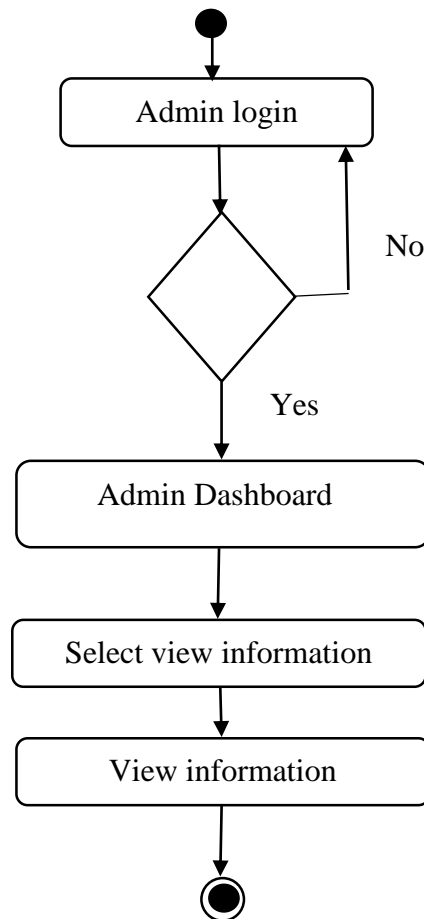 Admin login
No
Yes
Admin Dashboard
Select view information
View information